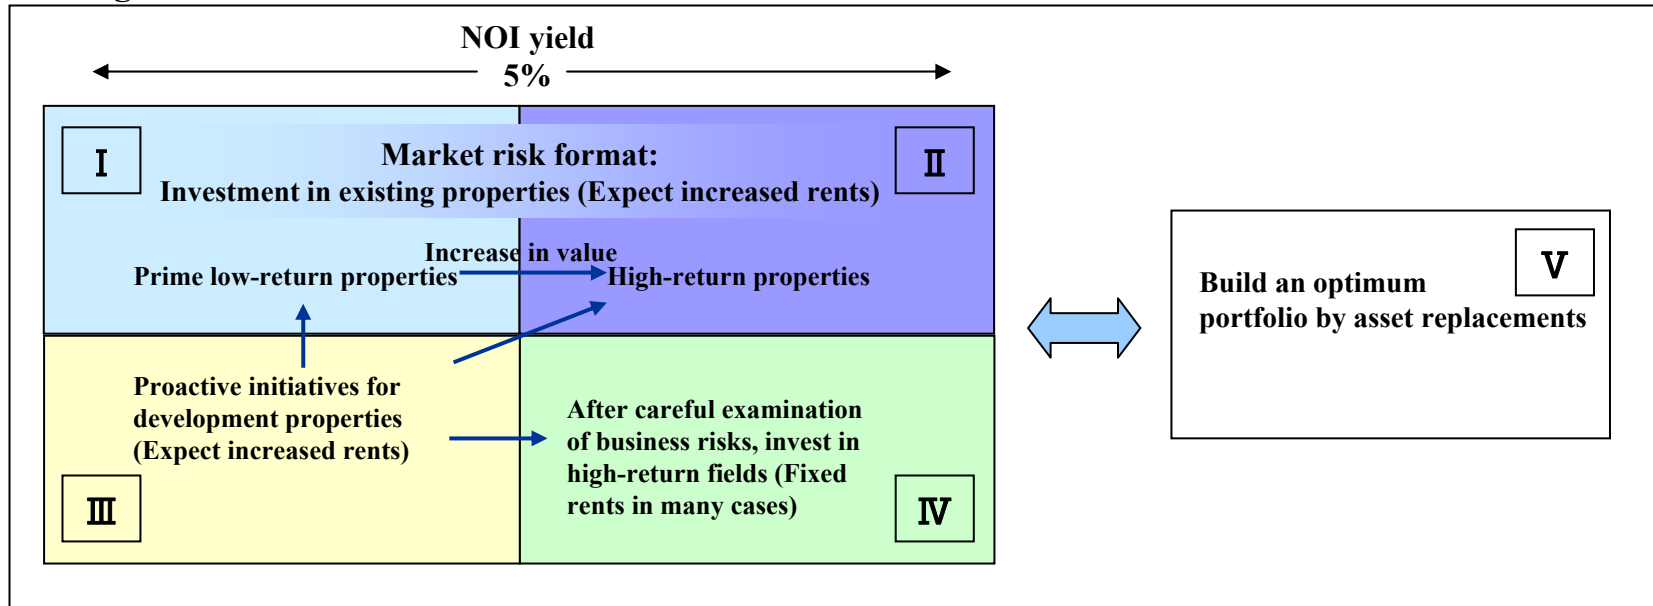 NOI yield
5%
Ⅰ
Ⅱ
Market risk format:
Investment in existing properties (Expect increased rents)
Increase in value
Prime low-return properties
High-return properties
Proactive initiatives for
development properties
(Expect increased rents)
Ⅲ
After careful examination
of business risks, invest in
high-return fields (Fixed
rents in many cases)
Ⅳ
Ⅴ
Build an optimum
portfolio by asset replacements